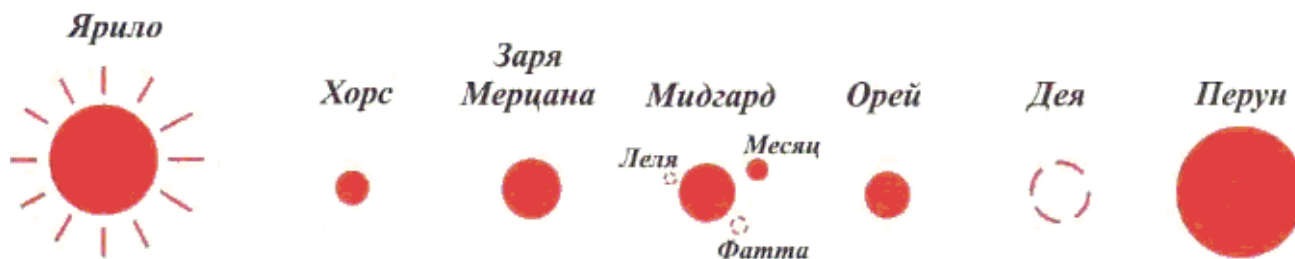 Ярило
Хорс
Заря
Мерцана
Мидгард
Леля
Месяц
Фатта
Орей
Дея
Перун